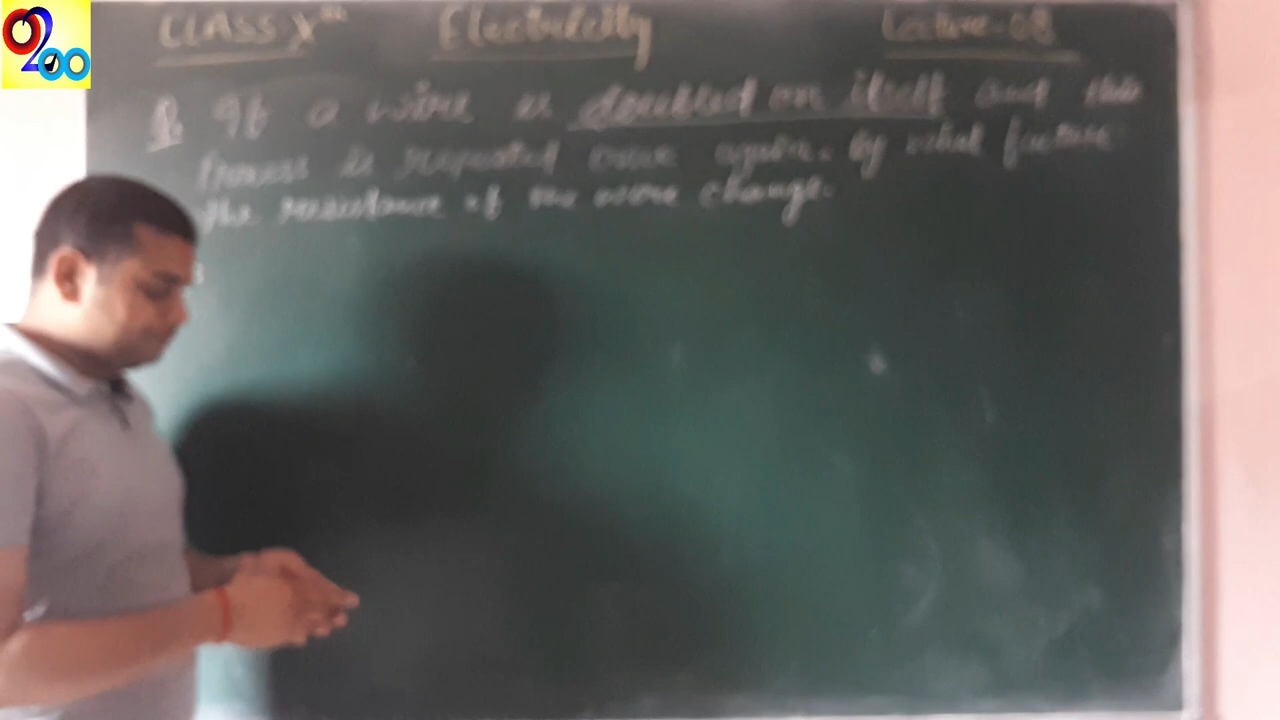 0200
CLASS Xth Electricity Lecture-08
Q. If a wire is doubled on itself and this
process is repeated once again. by what factor
the resistance of the wire change.